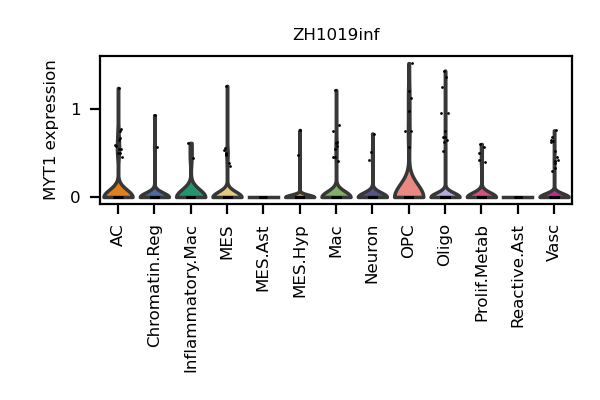 ZH1019inf
MYT1 expression
1
0
AC
Chromatin.Reg
Inflammatory.Mac
MES
MES.Ast
MES.Hyp
Mac
Neuron
OPC
Oligo
Prolif.Metab
Reactive.Ast
Vasc